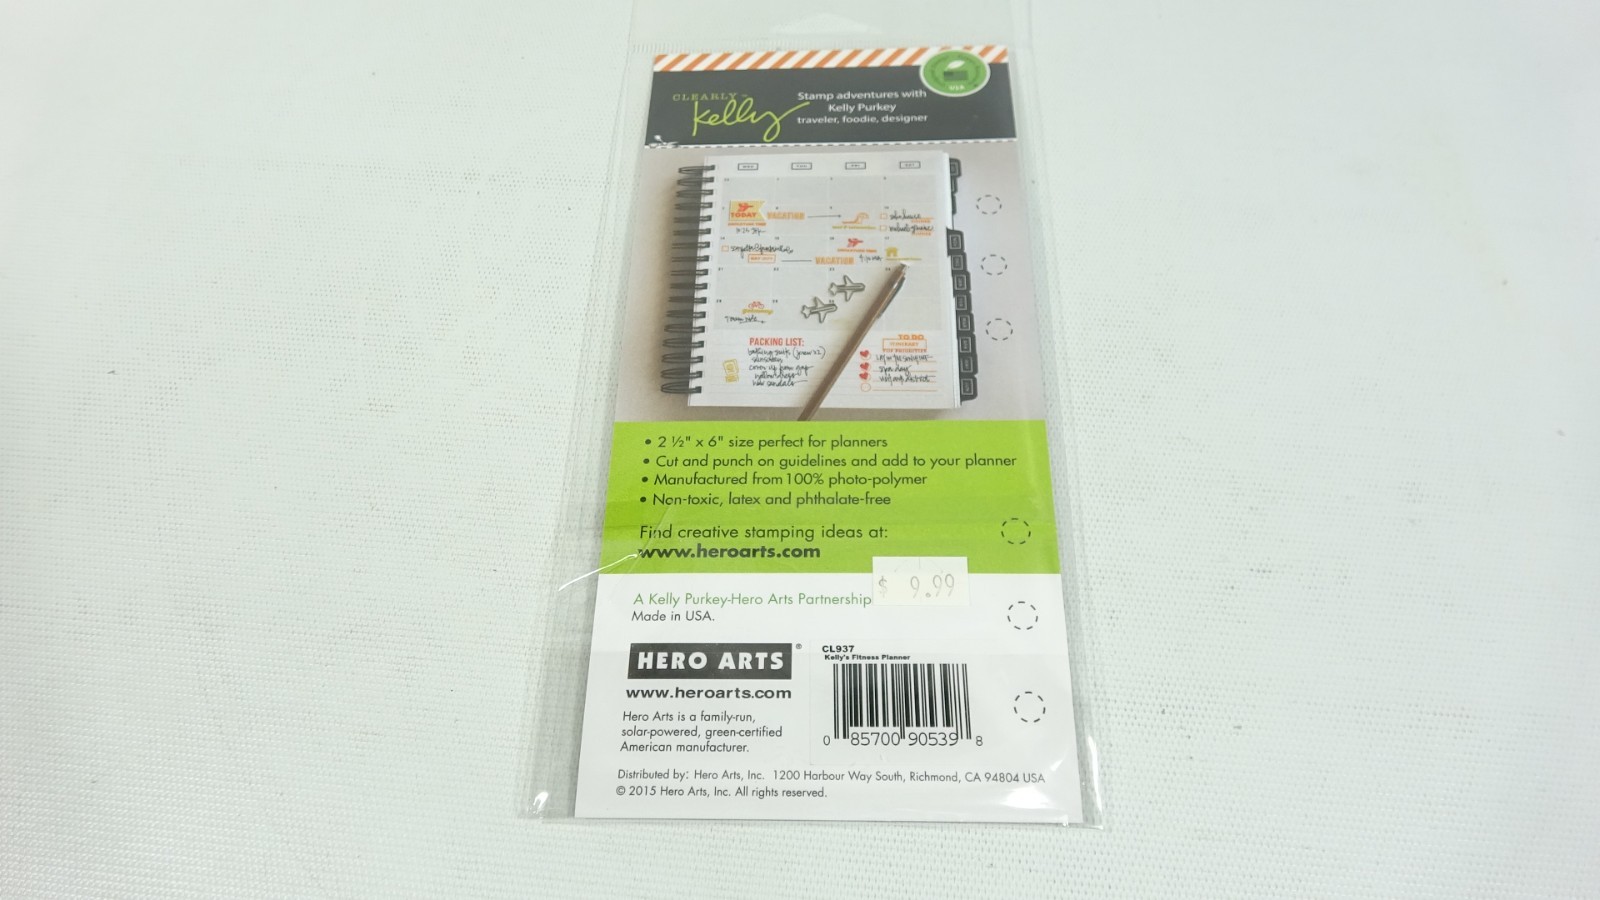 USA
CLEARLY
Kelly
Stamp adventures with
Kelly Purkey
traveler, foodie, designer
TODAY
VACATION
VACATION
PACKING LIST:
TO DO
ITINERARY
TOP PRIORITIES
• 2 ½" x 6" size perfect for planners
• Cut and punch on guidelines and add to your planner
• Manufactured from 100% photo-polymer
• Non-toxic, latex and phthalate-free
Find creative stamping ideas at:
www.heroarts.com
$ 9.99
A Kelly Purkey-Hero Arts Partnership
Made in USA.
HERO ARTS®
www.heroarts.com
Hero Arts is a family-run,
solar-powered, green-certified
American manufacturer.
CL937
Kelly's Fitness Planner
0 85700 90539 8
Distributed by: Hero Arts, Inc. 1200 Harbour Way South, Richmond, CA 94804 USA
© 2015 Hero Arts, Inc. All rights reserved.